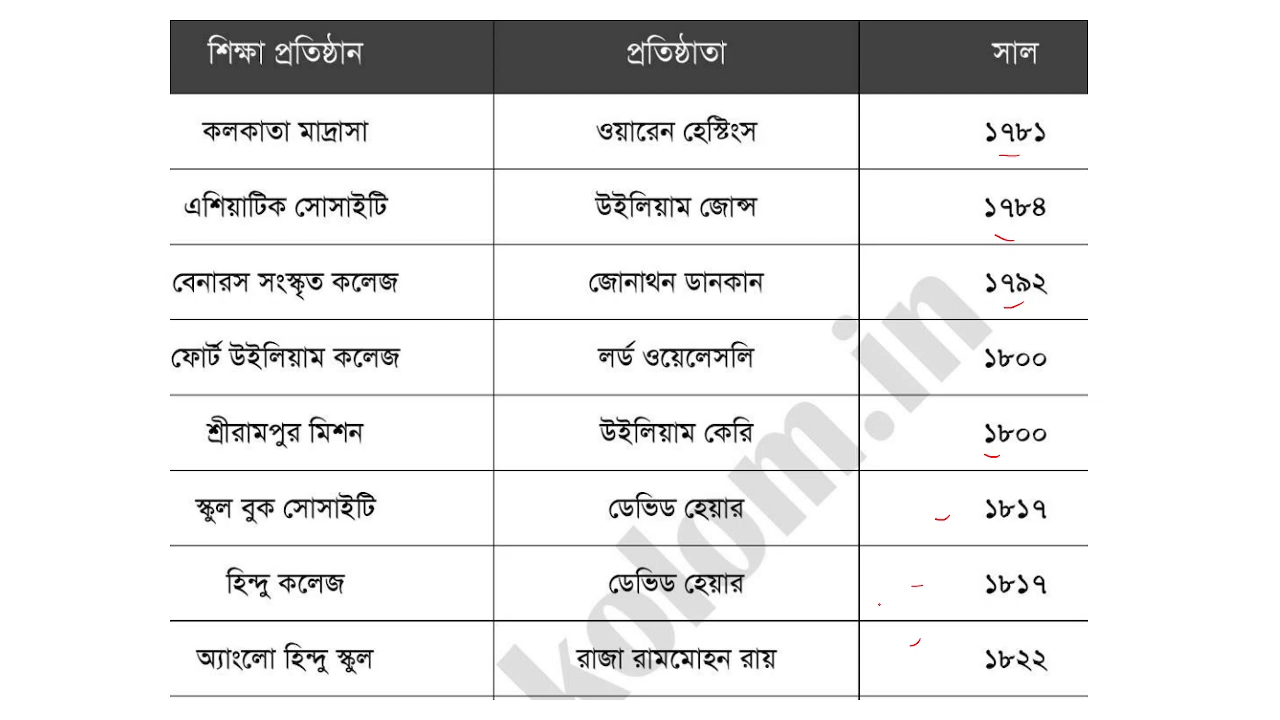 শিক্ষা প্রতিষ্ঠান প্রতিষ্ঠাতা সাল
কলকাতা মাদ্রাসা ওয়ারেন হেস্টিংস ১৭৮১
এশিয়াটিক সোসাইটি উইলিয়াম জোন্স ১৭৮৪
বেনারস সংস্কৃত কলেজ জোনাথন ডানকান ১৭৯২
ফোর্ট উইলিয়াম কলেজ লর্ড ওয়েলেসলি ১৮০০
শ্রীরামপুর মিশন উইলিয়াম কেরি ১৮০০
স্কুল বুক সোসাইটি ডেভিড হেয়ার ১৮১৭
হিন্দু কলেজ ডেভিড হেয়ার ১৮১৭
অ্যাংলো হিন্দু স্কুল রাজা রামমোহন রায় ১৮২২
kolom.in